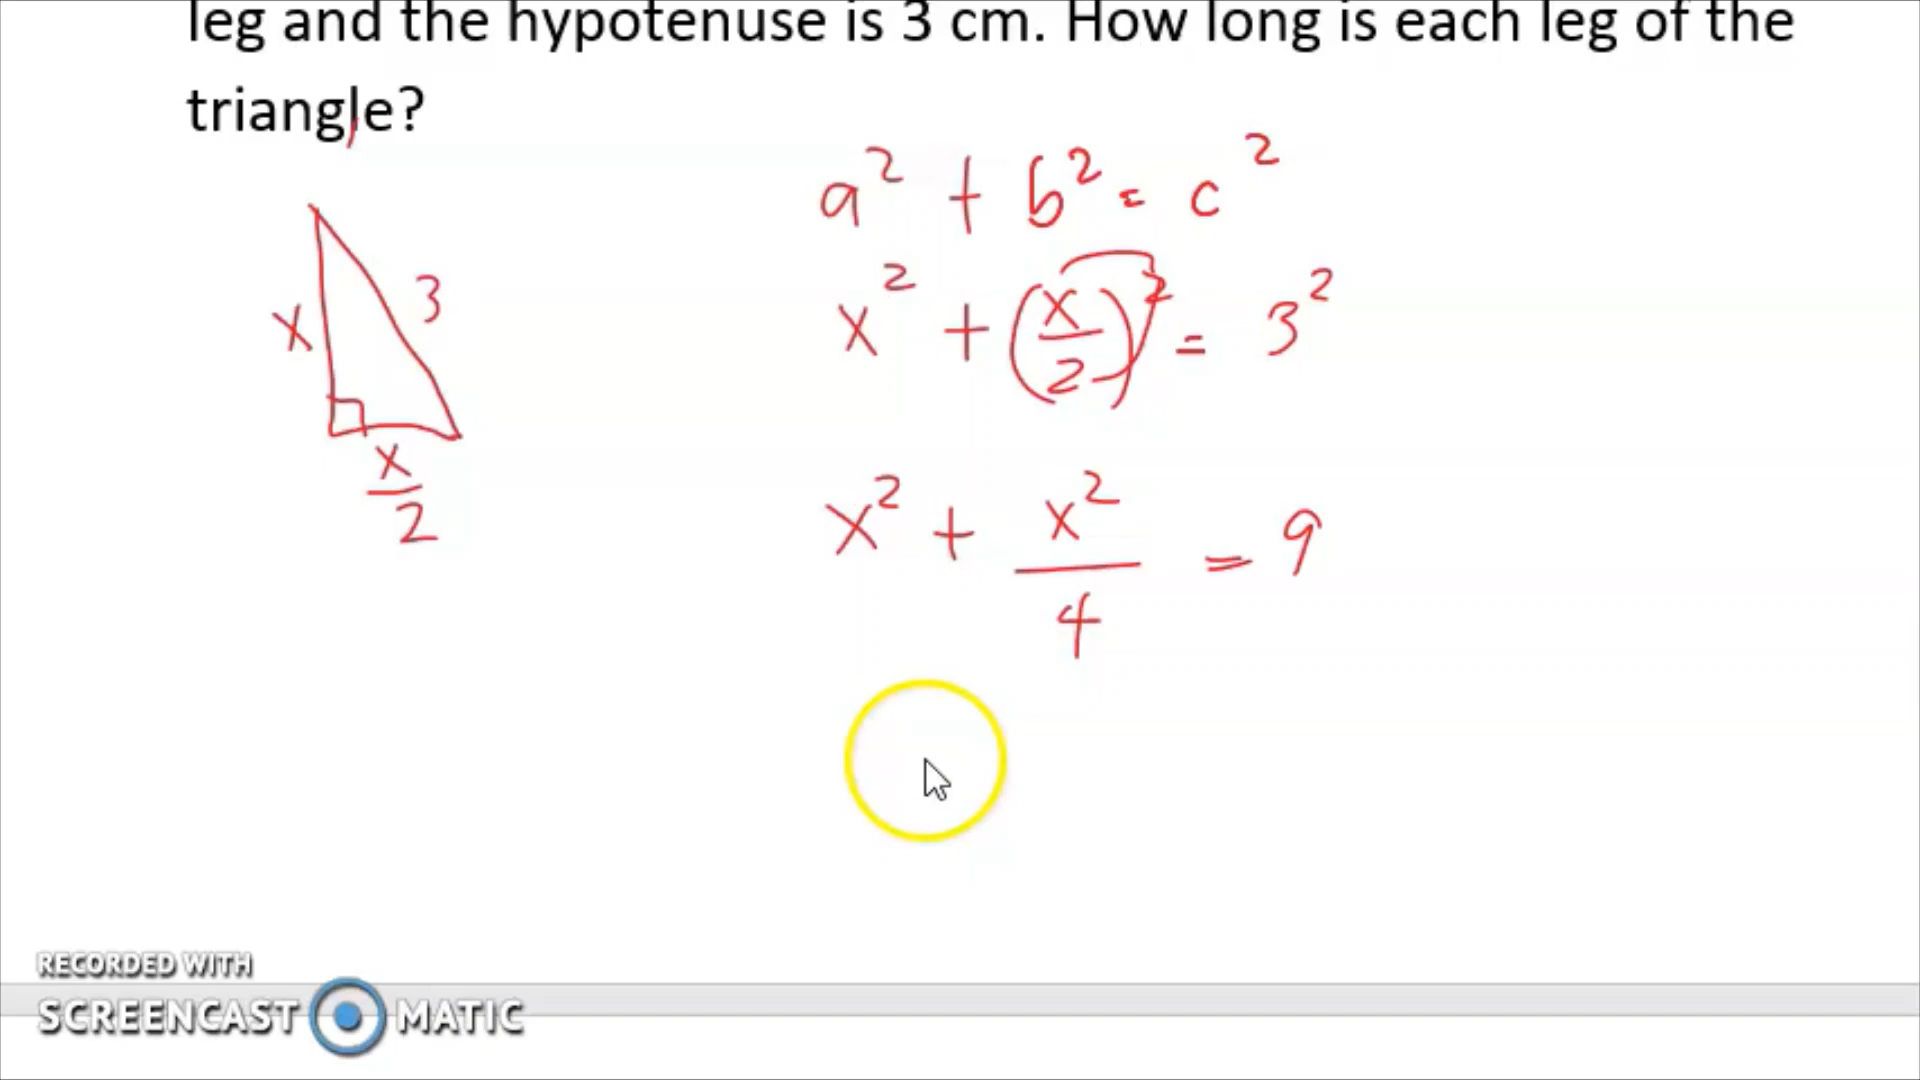 leg and the hypotenuse is 3 cm. How long is each leg of the
triangle?
a² + b² = c²
x² + (x/2)² = 3²
x
3
x/2
x² + x²/4 = 9
RECORDED WITH
SCREENCAST MATIC